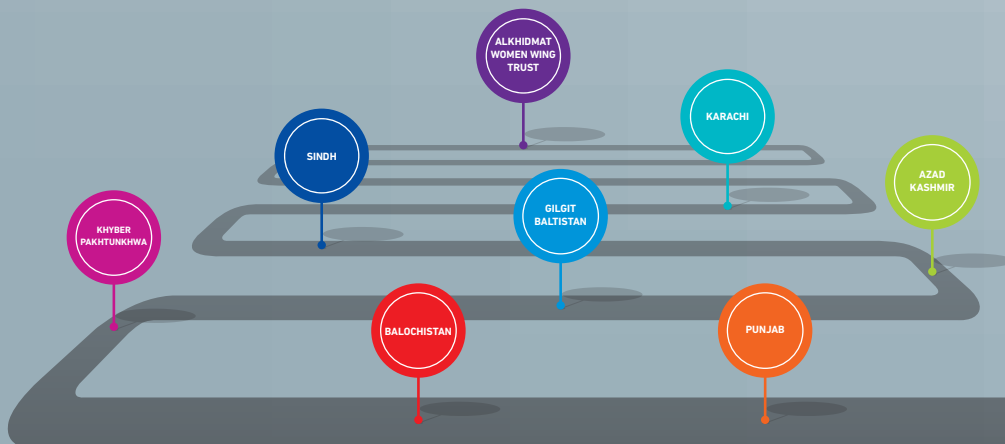 ALKHIDMAT
WOMEN WING
TRUST
KARACHI
SINDH
AZAD
KASHMIR
GILGIT
BALTISTAN
KHYBER
PAKHTUNKHWA
BALOCHISTAN
PUNJAB